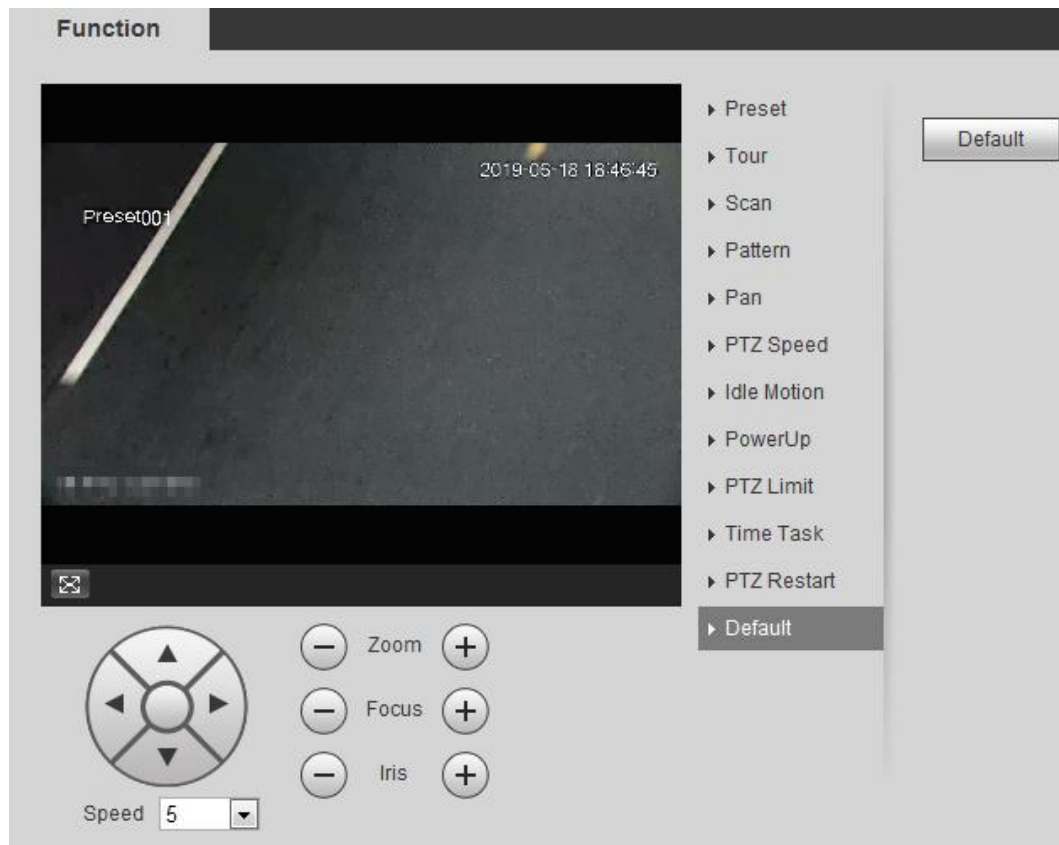 Function
2019-05-18 18:46:45
Preset001
Preset
Tour
Scan
Pattern
Pan
PTZ Speed
Idle Motion
PowerUp
PTZ Limit
Time Task
PTZ Restart
Default
Default
Zoom
Focus
Iris
Speed 5